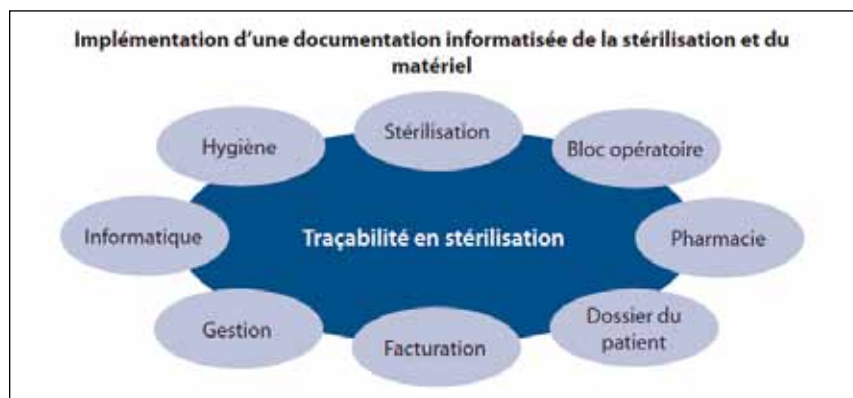 Implémentation d'une documentation informatisée de la stérilisation et du
matériel
Stérilisation
Hygiène
Bloc opératoire
Informatique
Traçabilité en stérilisation
Pharmacie
Gestion
Facturation
Dossier du
patient